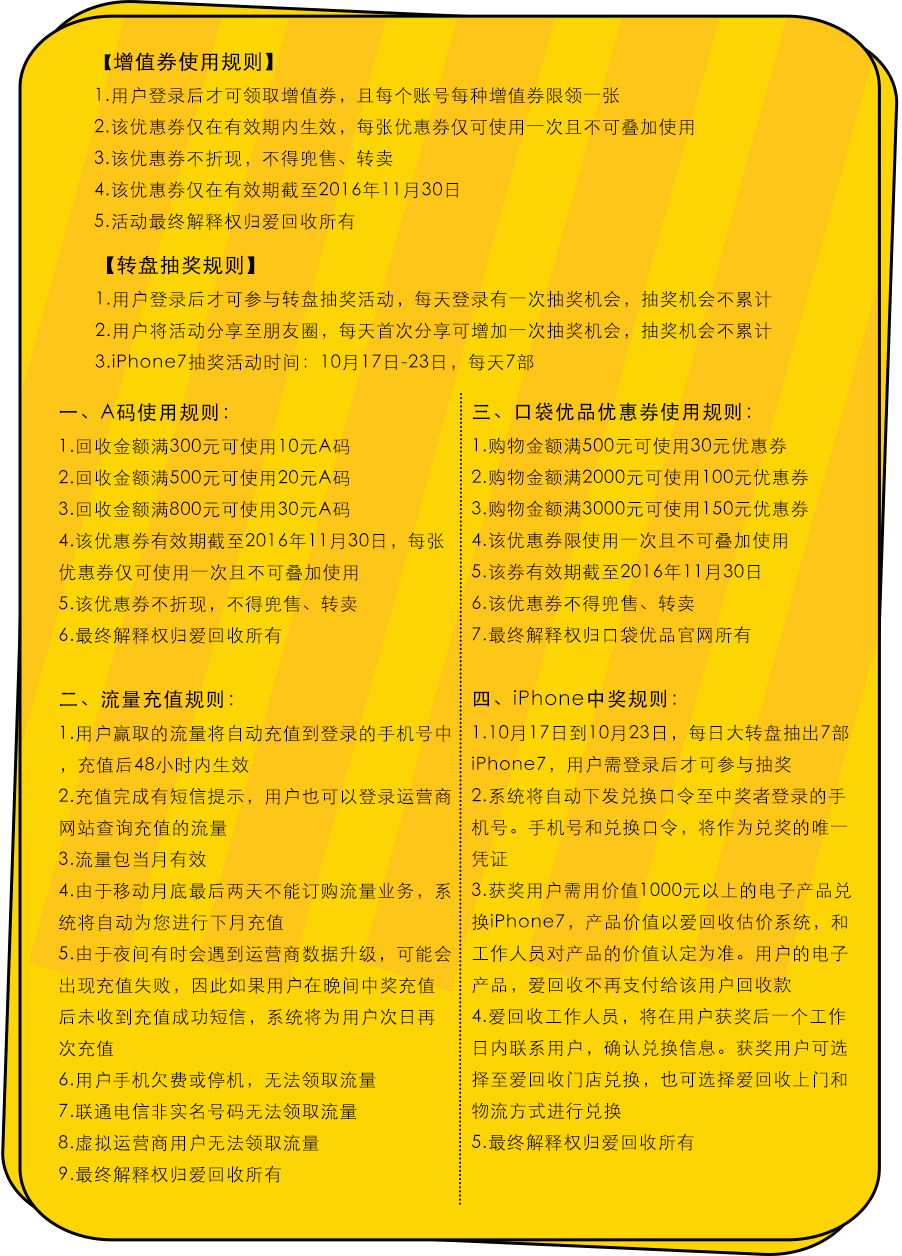 【增值券使用规则】
1.用户登录后才可领取增值券，且每个账号每种增值券限领一张
2.该优惠券仅在有效期内生效，每张优惠券仅可使用一次且不可叠加使用
3.该优惠券不折现，不得兜售、转卖
4.该优惠券仅在有效期截至2016年11月30日
5.活动最终解释权归爱回收所有
【转盘抽奖规则】
1.用户登录后才可参与转盘抽奖活动，每天登录有一次抽奖机会，抽奖机会不累计
2.用户将活动分享至朋友圈，每天首次分享可增加一次抽奖机会，抽奖机会不累计
3.iPhone7抽奖活动时间：10月17日-23日，每天7部
一、A码使用规则：
1.回收金额满300元可使用10元A码
2.回收金额满500元可使用20元A码
3.回收金额满800元可使用30元A码
4.该优惠券有效期截至2016年11月30日，每张
优惠券仅可使用一次且不可叠加使用
5.该优惠券不折现，不得兜售、转卖
6.最终解释权归爱回收所有
二、流量充值规则：
1.用户赢取的流量将自动充值到登录的手机号中
，充值后48小时内生效
2.充值完成有短信提示，用户也可以登录运营商
网站查询充值的流量
3.流量包当月有效
4.由于移动月底最后两天不能订购流量业务，系
统将自动为您进行下月充值
5.由于夜间有时会遇到运营商数据升级，可能会
出现充值失败，因此如果用户在晚间中奖充值
后未收到充值成功短信，系统将为用户次日再
次充值
6.用户手机欠费或停机，无法领取流量
7.联通电信非实名号码无法领取流量
8.虚拟运营商用户无法领取流量
9.最终解释权归爱回收所有
三、口袋优品优惠券使用规则：
1.购物金额满500元可使用30元优惠券
2.购物金额满2000元可使用100元优惠券
3.购物金额满3000元可使用150元优惠券
4.该优惠券限使用一次且不可叠加使用
5.该券有效期截至2016年11月30日
6.该优惠券不得兜售、转卖
7.最终解释权归口袋优品官网所有
四、iPhone中奖规则：
1.10月17日到10月23日，每日大转盘抽出7部
iPhone7，用户需登录后才可参与抽奖
2.系统将自动下发兑换口令至中奖者登录的手
机号。手机号和兑换口令，将作为兑奖的唯一
凭证
3.获奖用户需用价值1000元以上的电子产品兑
换iPhone7，产品价值以爱回收估价系统，和
工作人员对产品的价值认定为准。用户的电子
产品，爱回收不再支付给该用户回收款
4.爱回收工作人员，将在用户获奖后一个工作
日内联系用户，确认兑换信息。获奖用户可选
择至爱回收门店兑换，也可选择爱回收上门和
物流方式进行兑换
5.最终解释权归爱回收所有